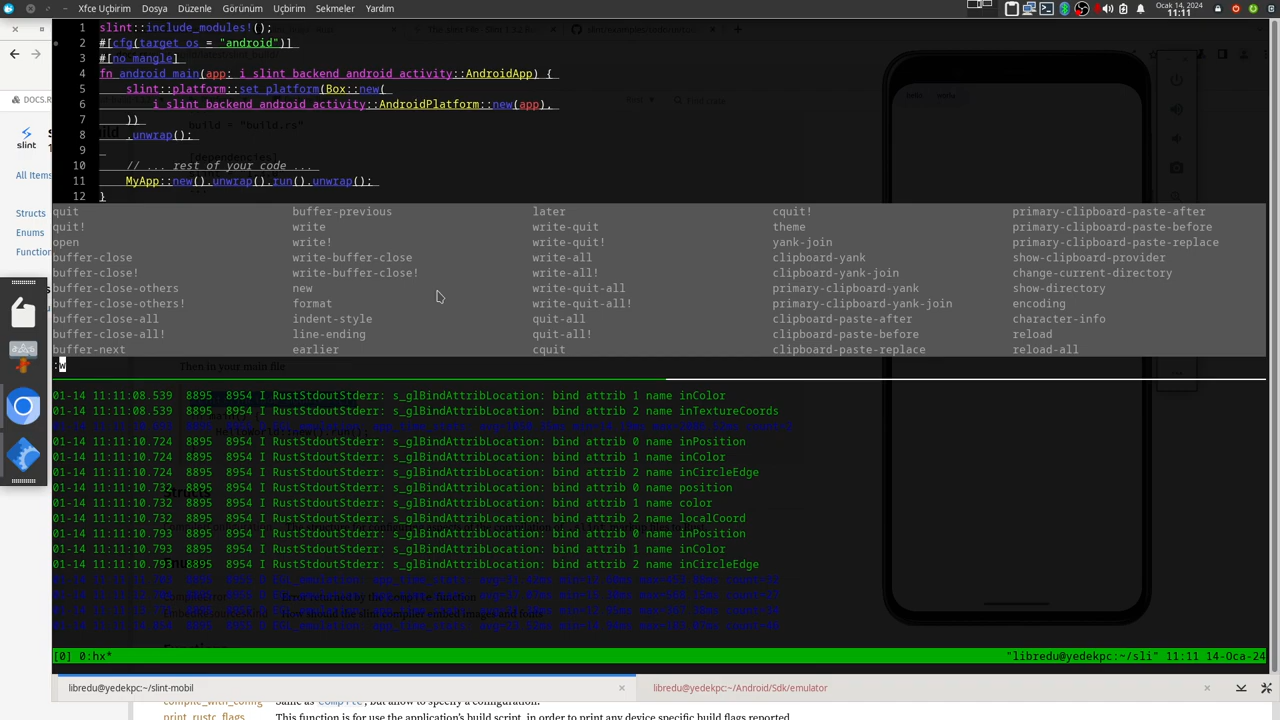 Xfce Uçbirim Dosya Düzenle Görünüm Uçbirim Sekmeler Yardım
Ocak 14, 2024
11:11
1 slint::include_modules!();
2 #[cfg(target_os = "android")]
3 #[no_mangle]
4 fn android_main(app: i_slint_backend_android_activity::AndroidApp) {
5 slint::platform::set_platform(Box::new(
6 i_slint_backend_android_activity::AndroidPlatform::new(app),
7 ))
8 .unwrap();
9
10 // ... rest of your code ...
11 MyApp::new().unwrap().run().unwrap();
12 }
DOCS.R
build = "build.rs"
Find crate
slint
[dependencies]
All Items
Structs
Enums
Function
quit buffer-previous later cquit! primary-clipboard-paste-after
quit! write write-quit theme primary-clipboard-paste-before
open write! write-quit! yank-join primary-clipboard-paste-replace
buffer-close write-buffer-close write-all clipboard-yank show-clipboard-provider
buffer-close! write-buffer-close! write-all! clipboard-yank-join change-current-directory
buffer-close-others new write-quit-all primary-clipboard-yank show-directory
buffer-close-others! format write-quit-all! primary-clipboard-yank-join encoding
buffer-close-all indent-style quit-all clipboard-paste-after character-info
buffer-close-all! line-ending quit-all! clipboard-paste-before reload
buffer-next earlier cquit clipboard-paste-replace reload-all
:w
Then in your main file
01-14 11:11:08.539 8895 8954 I RustStdoutStderr: s_glBindAttribLocation: bind attrib 1 name inColor
01-14 11:11:08.539 8895 8954 I RustStdoutStderr: s_glBindAttribLocation: bind attrib 2 name inTextureCoords
01-14 11:11:10.724 8895 8954 I RustStdoutStderr: s_glBindAttribLocation: bind attrib 0 name inPosition
01-14 11:11:10.724 8895 8954 I RustStdoutStderr: s_glBindAttribLocation: bind attrib 1 name inColor
01-14 11:11:10.724 8895 8954 I RustStdoutStderr: s_glBindAttribLocation: bind attrib 2 name inCircleEdge
01-14 11:11:10.732 8895 8954 I RustStdoutStderr: s_glBindAttribLocation: bind attrib 0 name position
01-14 11:11:10.732 8895 8954 I RustStdoutStderr: s_glBindAttribLocation: bind attrib 1 name color
01-14 11:11:10.732 8895 8954 I RustStdoutStderr: s_glBindAttribLocation: bind attrib 2 name localCoord
01-14 11:11:10.793 8895 8954 I RustStdoutStderr: s_glBindAttribLocation: bind attrib 0 name inPosition
01-14 11:11:10.793 8895 8954 I RustStdoutStderr: s_glBindAttribLocation: bind attrib 1 name inColor
01-14 11:11:10.793 8895 8954 I RustStdoutStderr: s_glBindAttribLocation: bind attrib 2 name inCircleEdge
[0] 0:hx* "libredu@yedekpc:~/sli" 11:11 14-Oca-24
libredu@yedekpc:~/slint-mobil libredu@yedekpc:~/Android/Sdk/emulator
print_rustc_flags This function is for use the application's build script, in order to print any device specific build flags reported